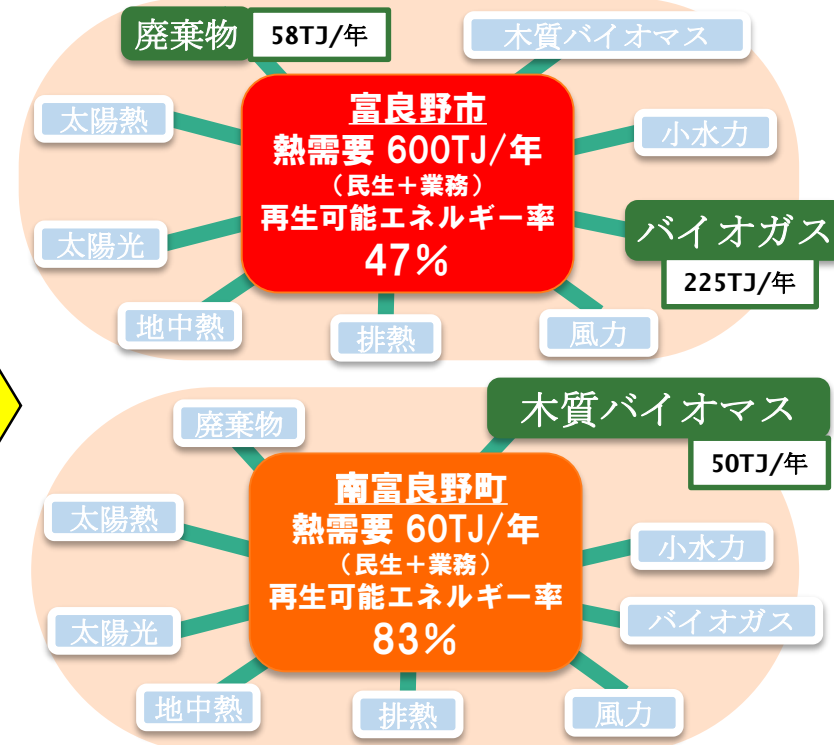 廃棄物
58TJ/年
木質バイオマス
太陽熱
富良野市
熱需要 600TJ/年
（民生＋業務）
再生可能エネルギー率
47%
小水力
太陽光
バイオガス
225TJ/年
地中熱
排熱
風力
木質バイオマス
50TJ/年
廃棄物
太陽熱
南富良野町
熱需要 60TJ/年
（民生＋業務）
再生可能エネルギー率
83%
小水力
太陽光
バイオガス
地中熱
排熱
風力